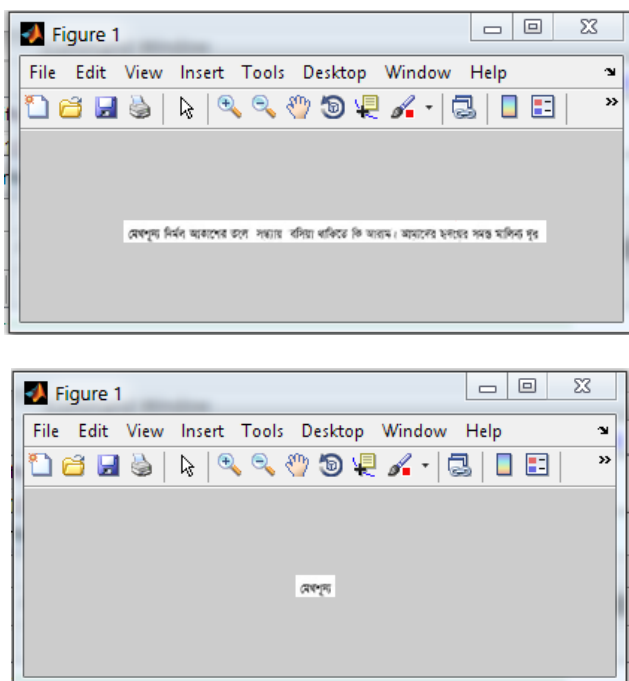 Figure 1
File Edit View Insert Tools Desktop Window Help
মেঘশূন্য নির্মল আকাশের তলে সন্ধ্যায় বসিয়া থাকিতে কি আরাম। আমাদের হৃদয়ের সমস্ত মালিন্য দূর
Figure 1
File Edit View Insert Tools Desktop Window Help
মেঘশূন্য